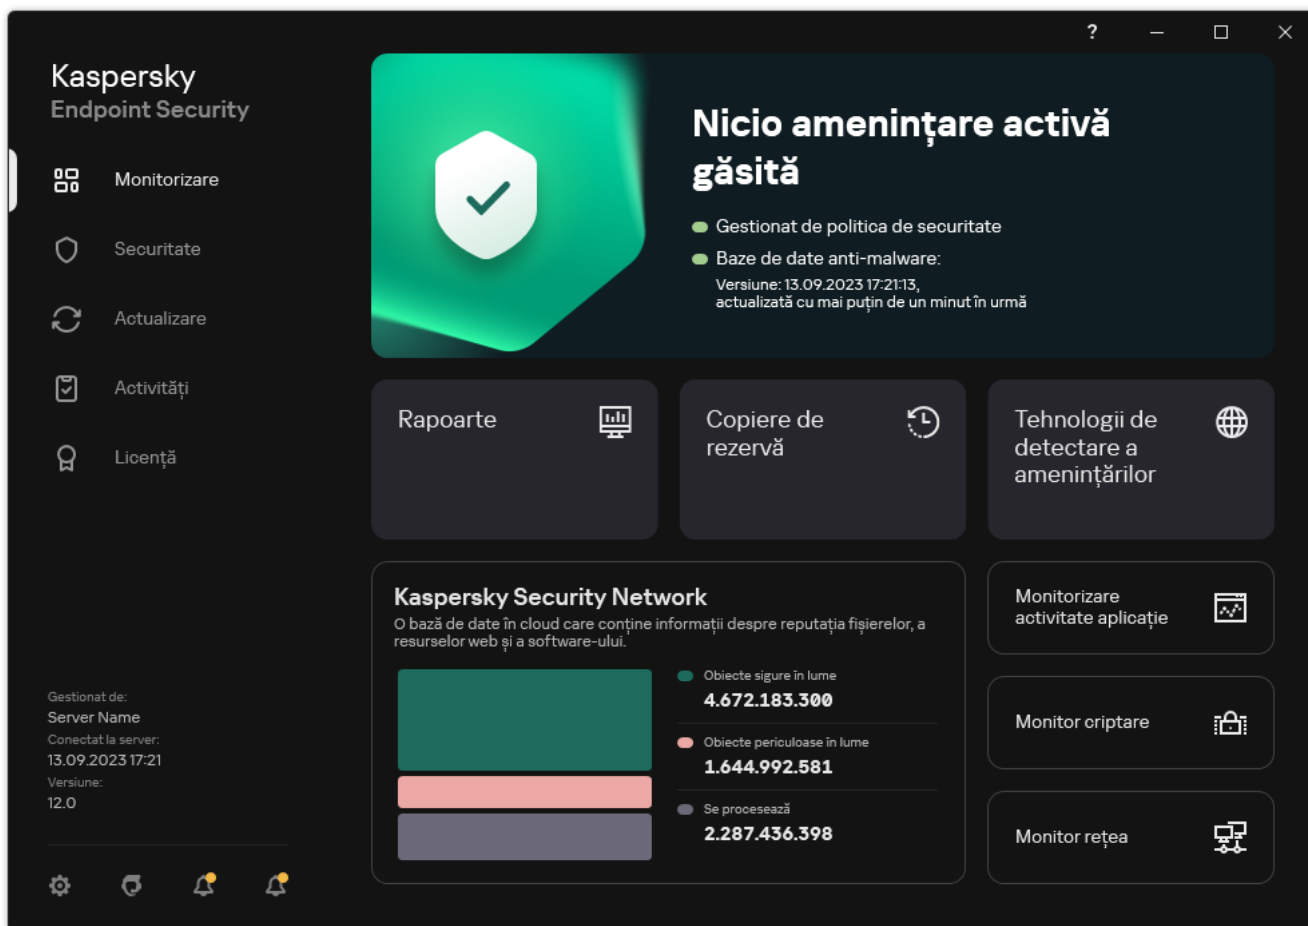 ?
Kaspersky
Endpoint Security
Monitorizare
Securitate
Actualizare
Activități
Licență
Gestionat de:
Server Name
Conectat la server:
13.09.2023 17:21
Versiune:
12.0
Nicio amenințare activă
găsită
Gestionat de politica de securitate
Baze de date anti-malware:
Versiune: 13.09.2023 17:21:13,
actualizată cu mai puțin de un minut în urmă
Rapoarte
Copiere de
rezervă
Tehnologii de
detectare a
amenințărilor
Kaspersky Security Network
O bază de date în cloud care conține informații despre reputația fișierelor, a
resurselor web și a software-ului.
Obiecte sigure în lume
4.672.183.300
Obiecte periculoase în lume
1.644.992.581
Se procesează
2.287.436.398
Monitorizare
activitate aplicație
Monitor criptare
Monitor rețea